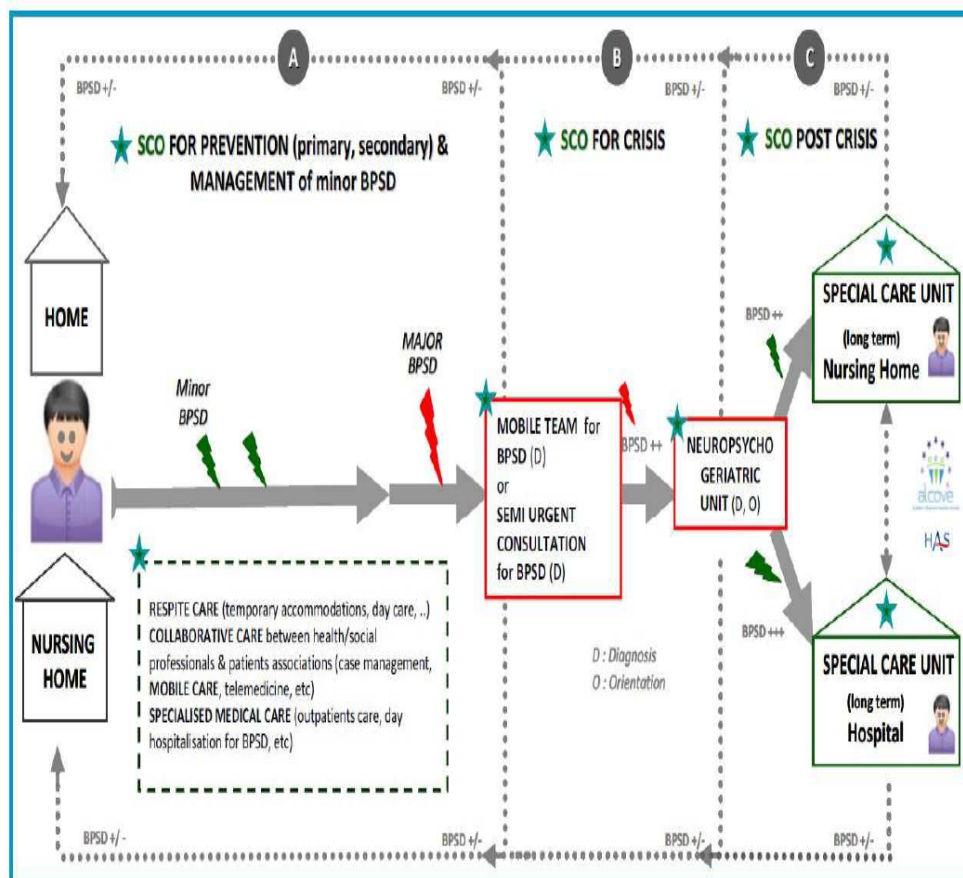 A
B
C
BPSD +/-
BPSD +/-
BPSD +/-
BPSD +/-
SCO FOR PREVENTION (primary, secondary) &
MANAGEMENT of minor BPSD
SCO FOR CRISIS
SCO POST CRISIS
HOME
Minor
BPSD
MAJOR
BPSD
MOBILE TEAM for
BPSD (D)
or
SEMI URGENT
CONSULTATION
for BPSD (D)
BPSD ++
NEUROPSYCHO
GERIATRIC
UNIT (D, O)
BPSD ++
SPECIAL CARE UNIT
(long term)
Nursing Home
alcove
HAS
NURSING
HOME
RESPITE CARE (temporary accommodations, day care, ..)
COLLABORATIVE CARE between health/social
professionals & patients associations (case management,
MOBILE CARE, telemedicine, etc)
SPECIALISED MEDICAL CARE (outpatients care, day
hospitalisation for BPSD, etc)
D : Diagnosis
O : Orientation
BPSD +++
SPECIAL CARE UNIT
(long term)
Hospital
BPSD +/-
BPSD +/-
BPSD +/-
BPSD +/-